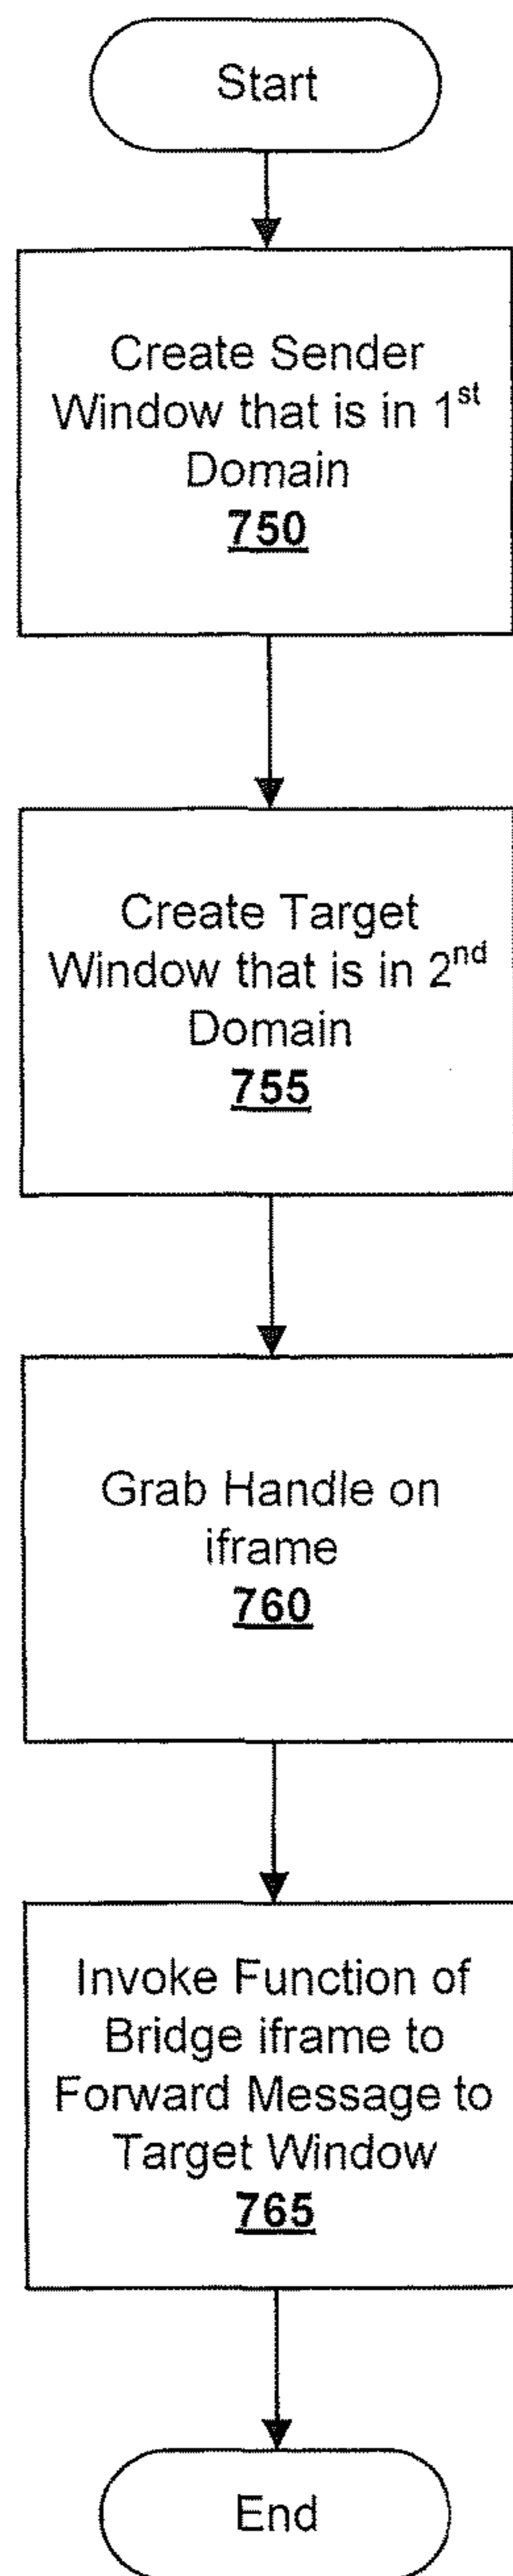 Start
Create Sender
Window that is in 1st
Domain
750
Create Target
Window that is in 2nd
Domain
755
Grab Handle on
iframe
760
Invoke Function of
Bridge iframe to
Forward Message to
Target Window
765
End